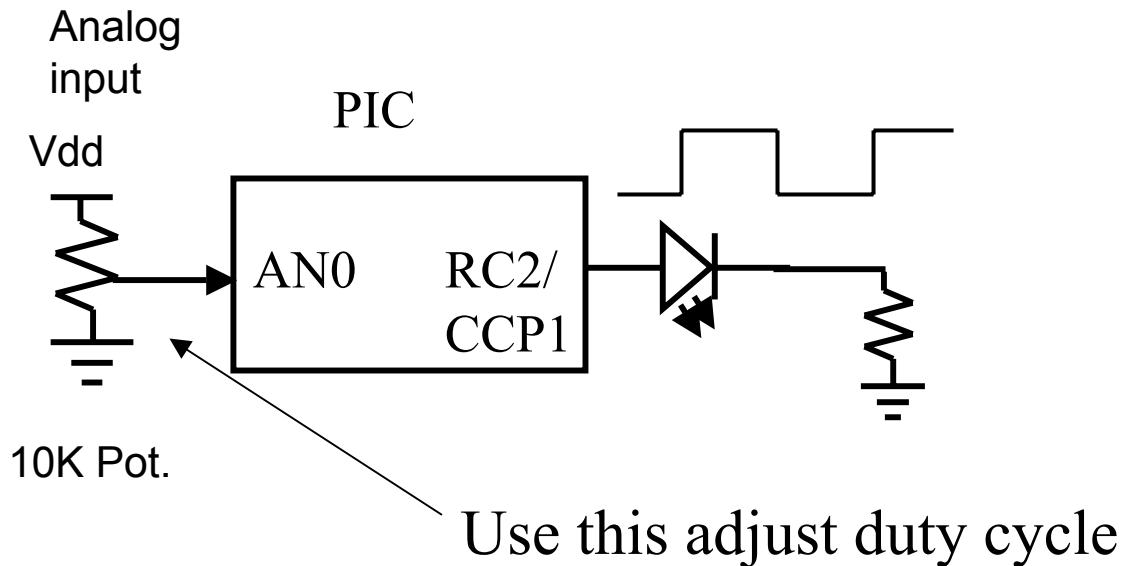 Analog
input
PIC
Vdd
AN0
RC2/
CCP1
10K Pot.
Use this adjust duty cycle